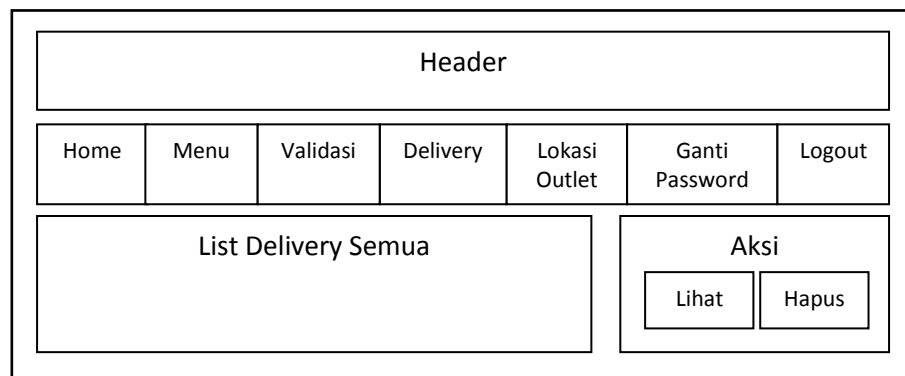 Header
Home Menu Validasi Delivery Lokasi Outlet Ganti Password Logout
List Delivery Semua
Aksi
Lihat Hapus